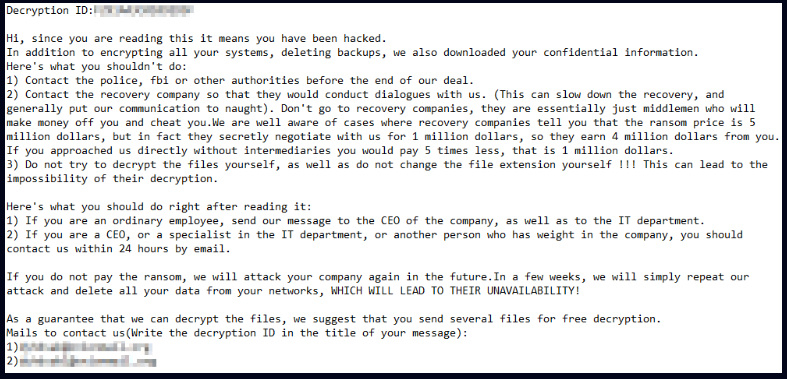 Decryption ID:
Hi, since you are reading this it means you have been hacked.
In addition to encrypting all your systems, deleting backups, we also downloaded your confidential information.
Here's what you shouldn't do:
1) Contact the police, fbi or other authorities before the end of our deal.
2) Contact the recovery company so that they would conduct dialogues with us. (This can slow down the recovery, and
generally put our communication to naught). Don't go to recovery companies, they are essentially just middlemen who will
make money off you and cheat you.We are well aware of cases where recovery companies tell you that the ransom price is 5
million dollars, but in fact they secretly negotiate with us for 1 million dollars, so they earn 4 million dollars from you.
If you approached us directly without intermediaries you would pay 5 times less, that is 1 million dollars.
3) Do not try to decrypt the files yourself, as well as do not change the file extension yourself !!! This can lead to the
impossibility of their decryption.
Here's what you should do right after reading it:
1) If you are an ordinary employee, send our message to the CEO of the company, as well as to the IT department.
2) If you are a CEO, or a specialist in the IT department, or another person who has weight in the company, you should
contact us within 24 hours by email.
If you do not pay the ransom, we will attack your company again in the future.In a few weeks, we will simply repeat our
attack and delete all your data from your networks, WHICH WILL LEAD TO THEIR UNAVAILABILITY!
As a guarantee that we can decrypt the files, we suggest that you send several files for free decryption.
Mails to contact us(Write the decryption ID in the title of your message):
1)
2)